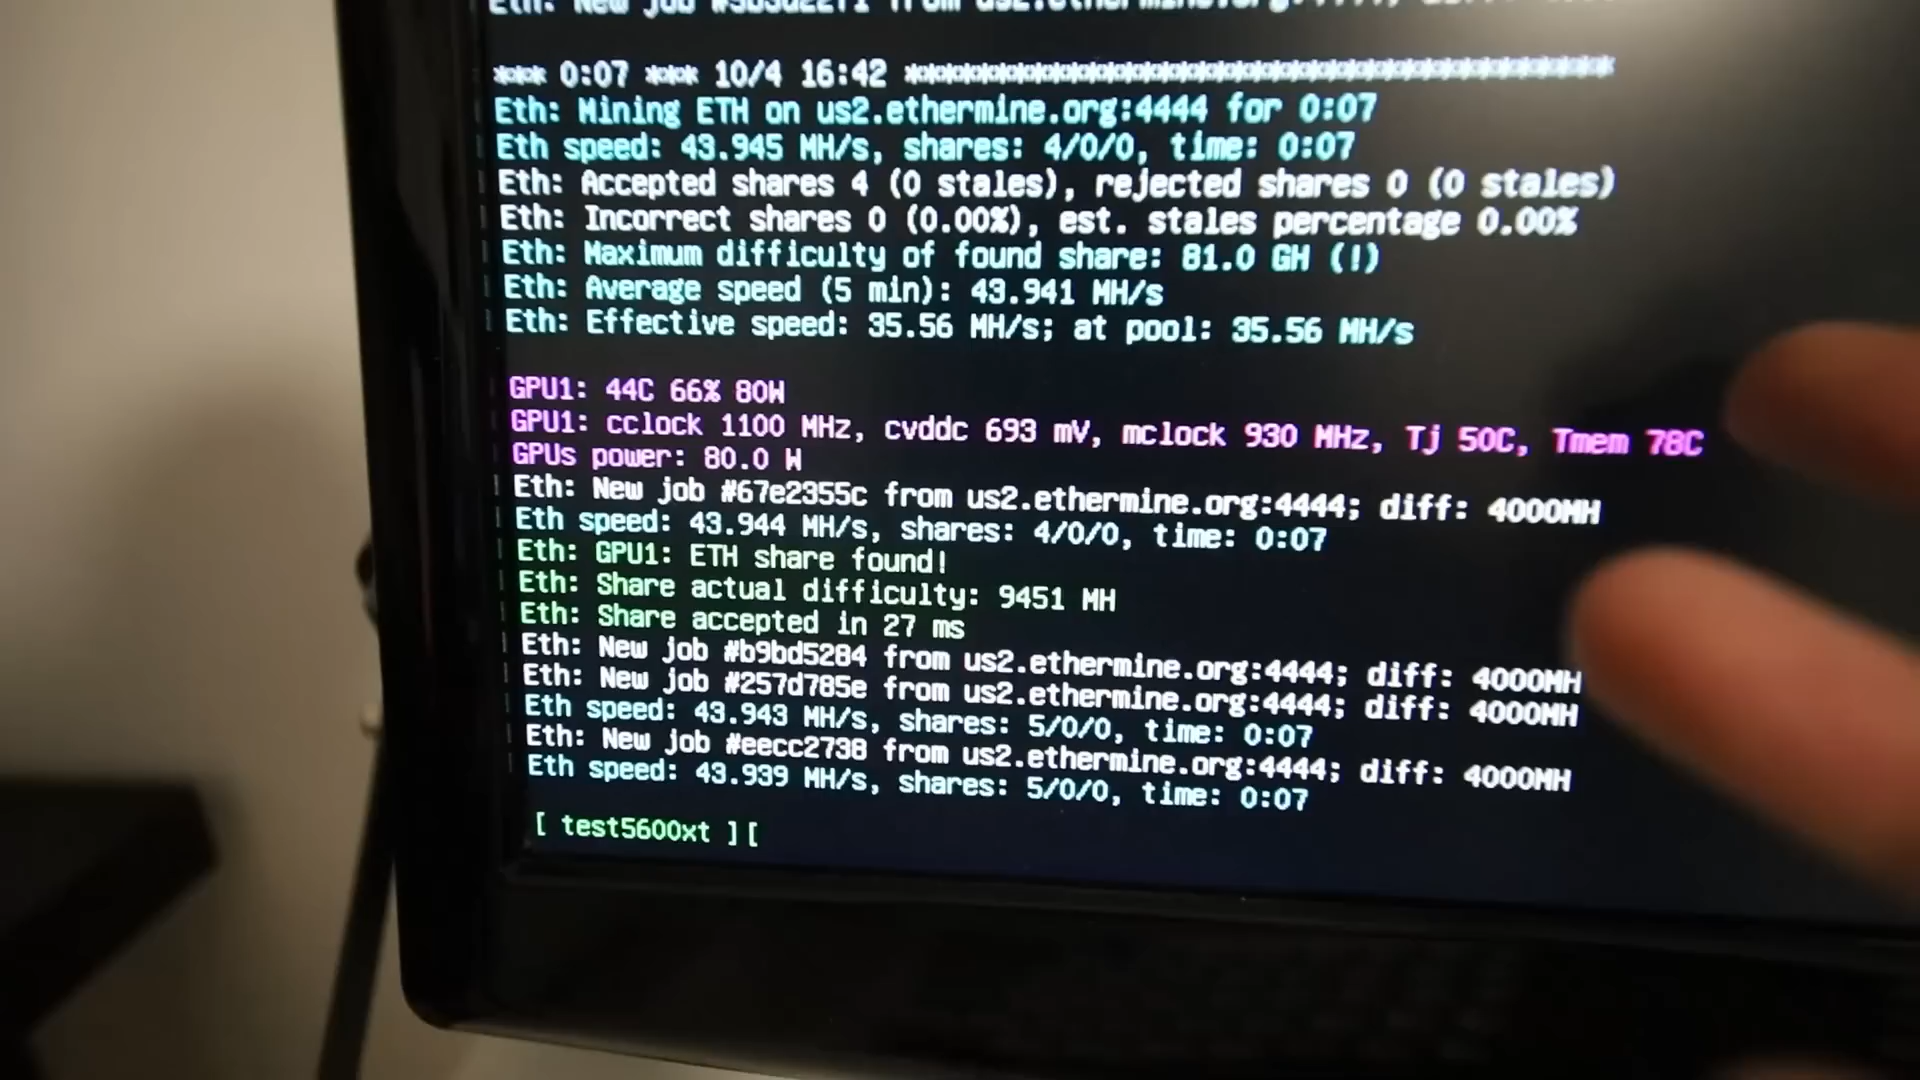 Eth: New job from
*** 0:07 *** 10/4 16:42 **************************************************
Eth: Mining ETH on us2.ethermine.org:4444 for 0:07
Eth speed: 43.945 MH/s, shares: 4/0/0, time: 0:07
Eth: Accepted shares 4 (0 stales), rejected shares 0 (0 stales)
Eth: Incorrect shares 0 (0.00%), est. stales percentage 0.00%
Eth: Maximum difficulty of found share: 81.0 GH (!)
Eth: Average speed (5 min): 43.941 MH/s
Eth: Effective speed: 35.56 MH/s; at pool: 35.56 MH/s
GPU1: 44C 66% 80W
GPU1: cclock 1100 MHz, cvddc 693 mV, mclock 930 MHz, Tj 50C, Tmem 78C
GPUs power: 80.0 W
Eth: New job #67e2355c from us2.ethermine.org:4444; diff: 4000MH
Eth speed: 43.944 MH/s, shares: 4/0/0, time: 0:07
Eth: GPU1: ETH share found!
Eth: Share actual difficulty: 9451 MH
Eth: Share accepted in 27 ms
Eth: New job #b9bd5284 from us2.ethermine.org:4444; diff: 4000MH
Eth: New job #257d785e from us2.ethermine.org:4444; diff: 4000MH
Eth speed: 43.943 MH/s, shares: 5/0/0, time: 0:07
Eth: New job #eecc2738 from us2.ethermine.org:4444; diff: 4000MH
Eth speed: 43.939 MH/s, shares: 5/0/0, time: 0:07
[ test5600xt ][